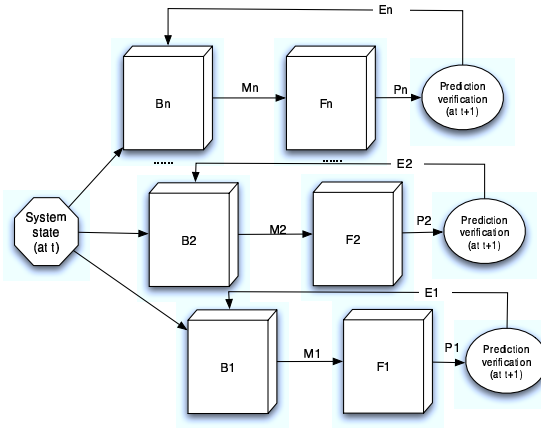 En
Bn
Mn
Fn
Pn
Prediction
verification
(at t+1)
......
......
E2
System
state
(at t)
B2
M2
F2
P2
Prediction
verification
(at t+1)
E1
B1
M1
F1
P1
Prediction
verification
(at t+1)